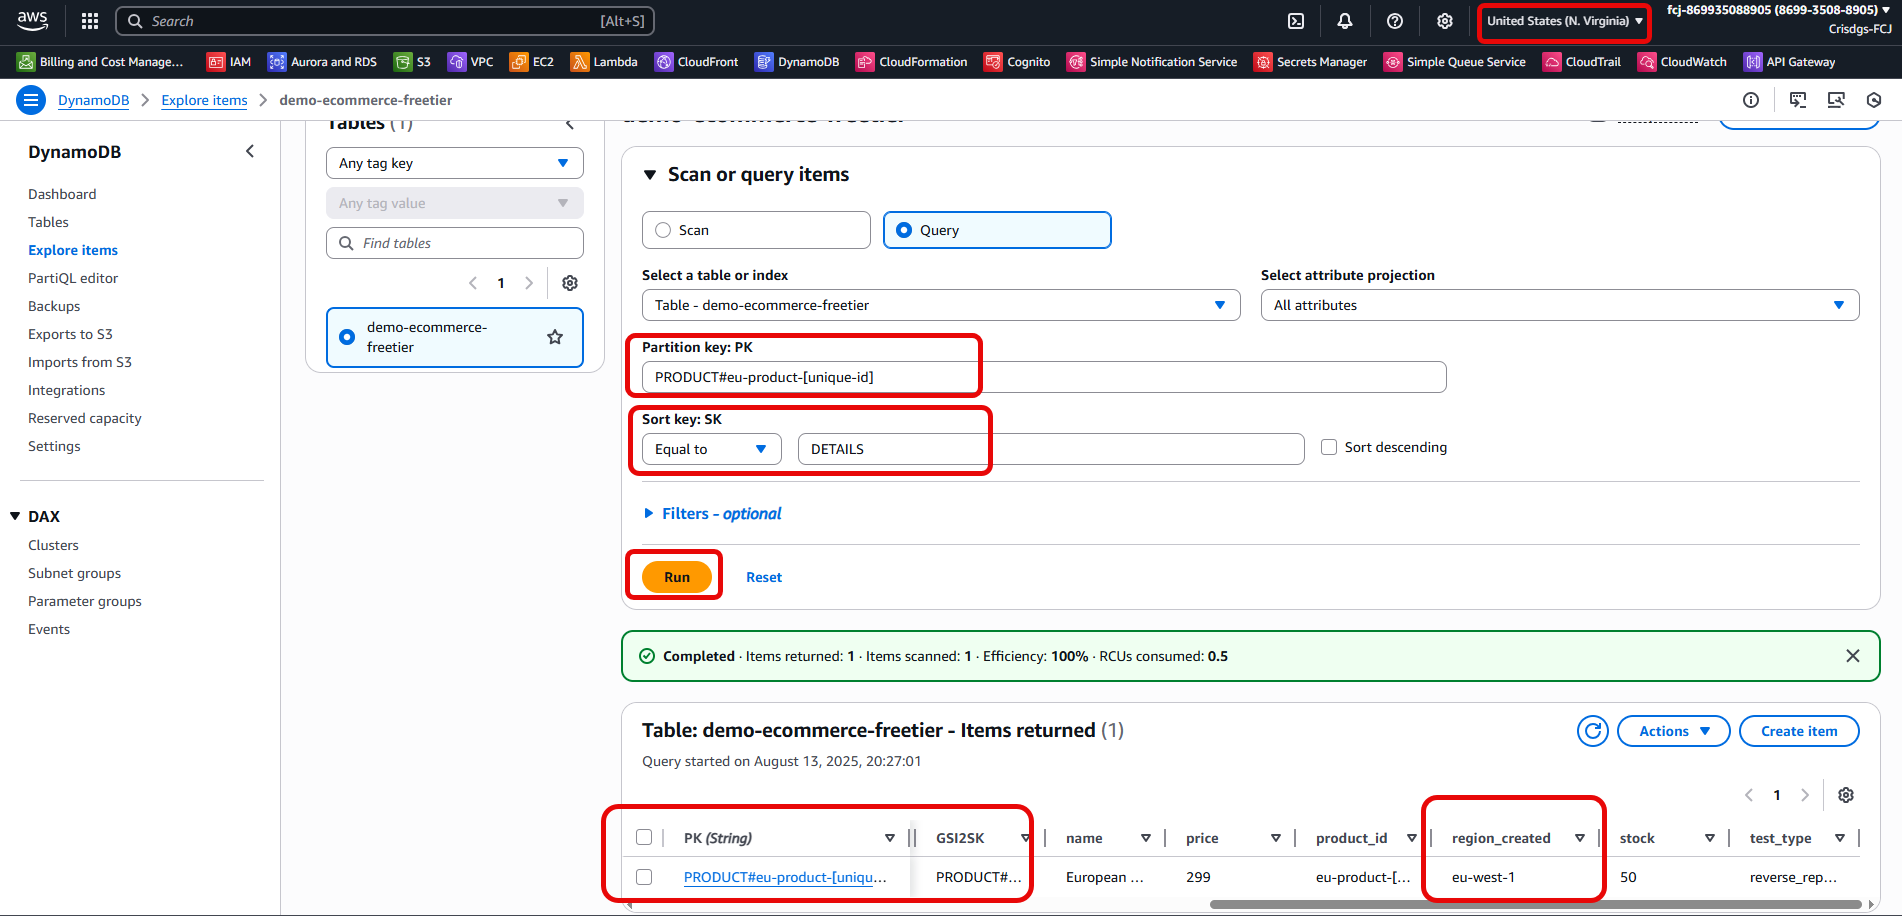 aws
Search
[Alt+S]
United States (N. Virginia)
fcj-869935088905 (8699-3508-8905)
Crisdgs-FCJ
Billing and Cost Manage...
IAM
Aurora and RDS
S3
VPC
EC2
Lambda
CloudFront
DynamoDB
CloudFormation
Cognito
Simple Notification Service
Secrets Manager
Simple Queue Service
CloudTrail
CloudWatch
API Gateway
DynamoDB
Explore items
demo-ecommerce-freetier
DynamoDB
Dashboard
Tables
Explore items
PartiQL editor
Backups
Exports to S3
Imports from S3
Integrations
Reserved capacity
Settings
DAX
Clusters
Subnet groups
Parameter groups
Events
Tables (1)
Any tag key
Any tag value
Find tables
1
demo-ecommerce-
freetier
demo-ecommerce-freetier
Scan or query items
Scan
Query
Select a table or index
Table - demo-ecommerce-freetier
Select attribute projection
All attributes
Partition key: PK
PRODUCT#eu-product-[unique-id]
Sort key: SK
Equal to
DETAILS
Sort descending
Filters - optional
Run
Reset
Completed · Items returned: 1 · Items scanned: 1 · Efficiency: 100% · RCUs consumed: 0.5
Table: demo-ecommerce-freetier - Items returned (1)
Query started on August 13, 2025, 20:27:01
Actions
Create item
1
PK (String)
GSI2SK
name
price
product_id
region_created
stock
test_type
PRODUCT#eu-product-[uniqu...
PRODUCT#...
European ...
299
eu-product-[...
eu-west-1
50
reverse_rep...